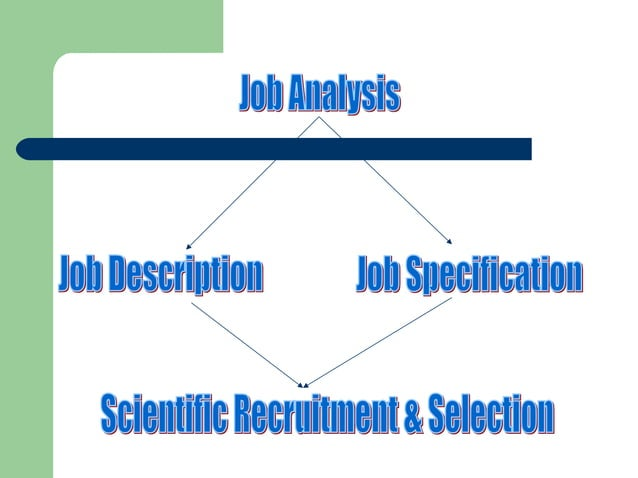 Job Analysis
Job Description
Job Specification
Scientific Recruitment & Selection